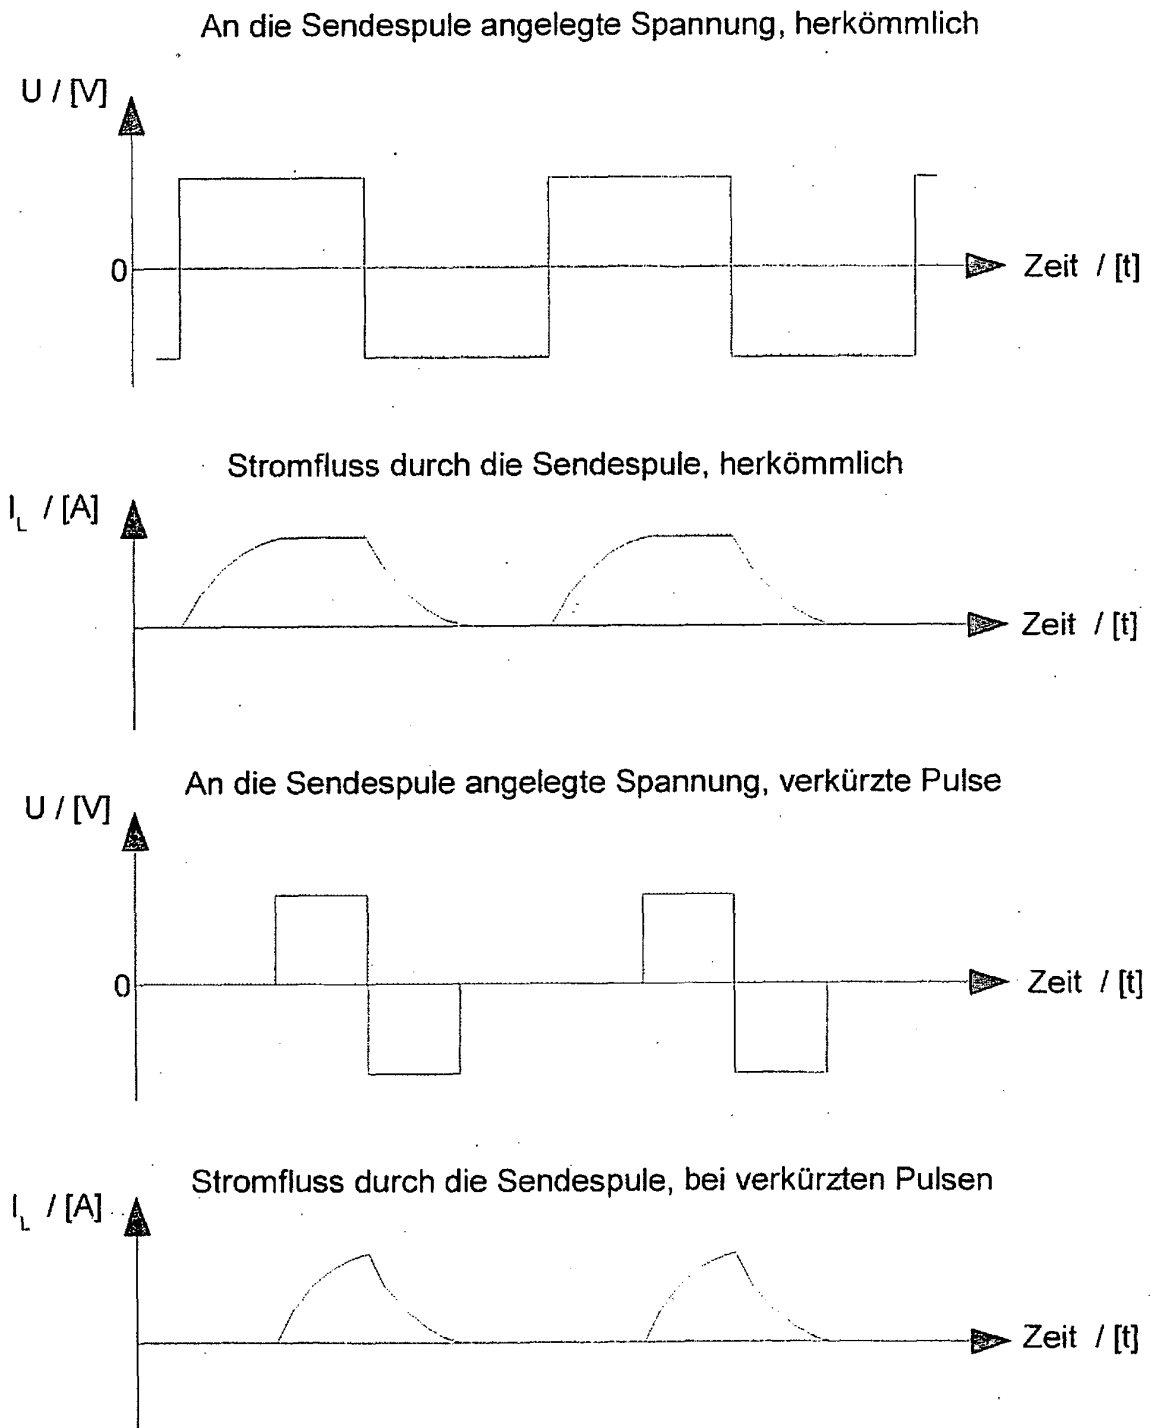 An die Sendespule angelegte Spannung, herkömmlich
U / [V]
0
Zeit / [t]
Stromfluss durch die Sendespule, herkömmlich
I_L / [A]
Zeit / [t]
An die Sendespule angelegte Spannung, verkürzte Pulse
U / [V]
0
Zeit / [t]
Stromfluss durch die Sendespule, bei verkürzten Pulsen
I_L / [A]
Zeit / [t]